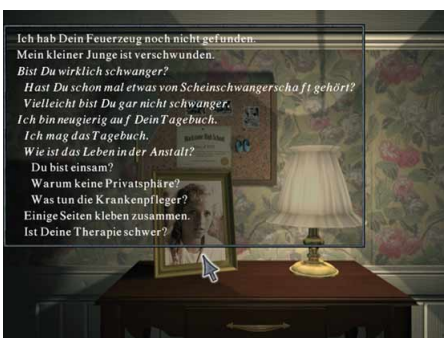 Ich hab Dein Feuerzeug noch nicht gefunden.
Mein kleiner Junge ist verschwunden.
Bist Du wirklich schwanger?
Hast Du schon mal etwas von Scheinschwangerschaft gehört?
Vielleicht bist Du gar nicht schwanger.
Ich bin neugierig auf Dein Tagebuch.
Ich mag das Tagebuch.
Wie ist das Leben in der Anstalt?
Du bist einsam?
Warum keine Privatsphäre?
Was tun die Krankenpfleger?
Einige Seiten kleben zusammen.
Ist Deine Therapie schwer?